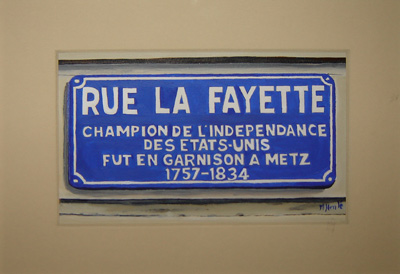 RUE LA FAYETTE
CHAMPION DE L'INDEPENDANCE
DES ETATS-UNIS
FUT EN GARNISON A METZ
1757-1834